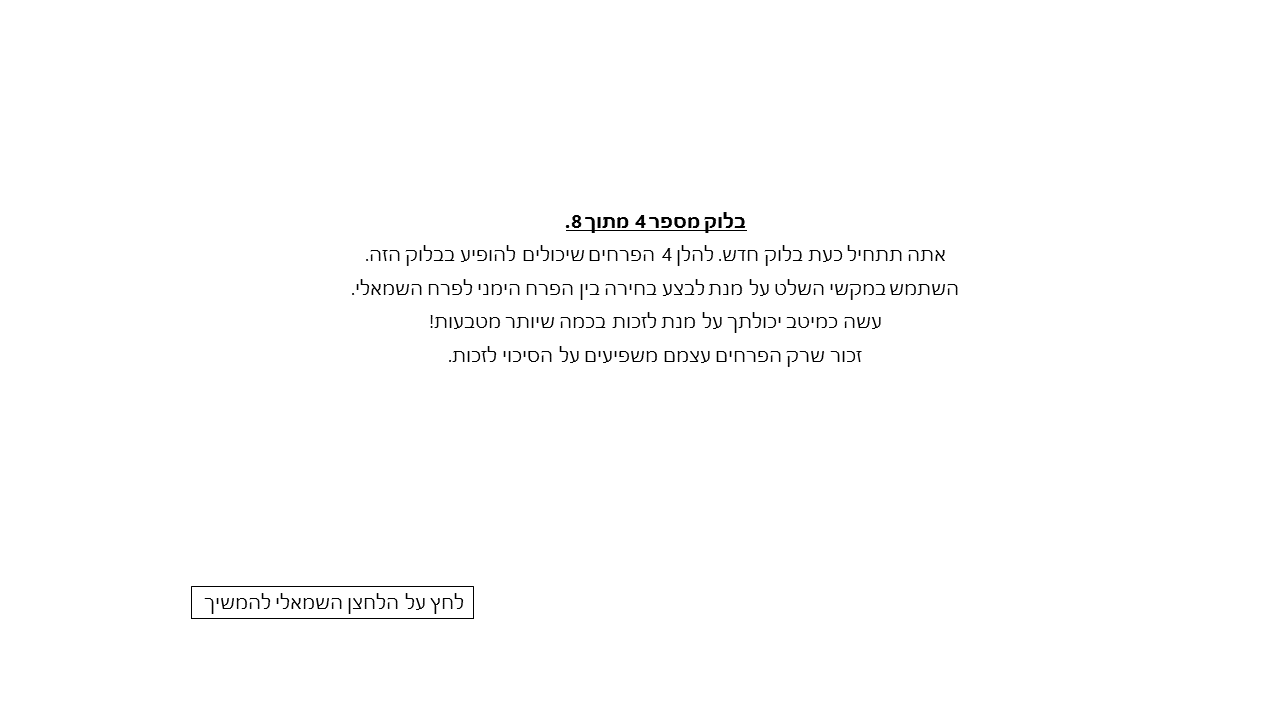 בלוק מספר 4 מתוך 8.
אתה תתחיל כעת בלוק חדש. להלן 4 הפרחים שיכולים להופיע בבלוק הזה.
השתמש במקשי השלט על מנת לבצע בחירה בין הפרח הימני לפרח השמאלי.
עשה כמיטב יכולתך על מנת לזכות בכמה שיותר מטבעות!
זכור שרק הפרחים עצמם משפיעים על הסיכוי לזכות.
לחץ על הלחצן השמאלי להמשיך